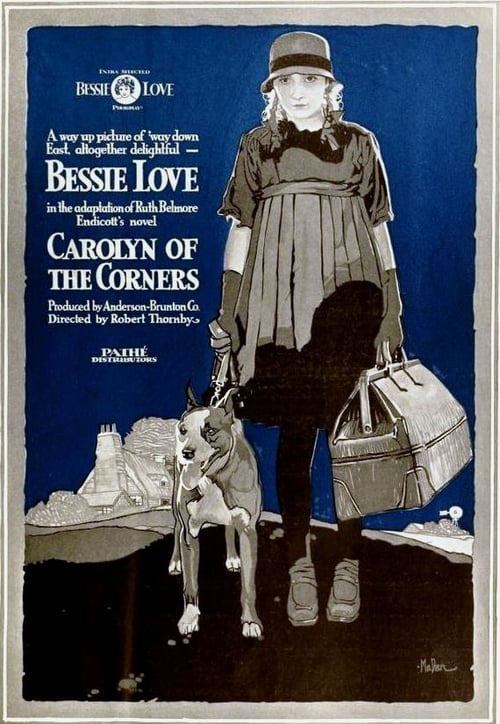 EXTRA SELECTED
BESSIE LOVE
PHOTOPLAY
A way up picture of 'way down
East, altogether delightful —
BESSIE LOVE
in the adaptation of Ruth Belmore
Endicott's novel
CAROLYN OF
THE CORNERS
Produced by Anderson-Brunton Co.
Directed by Robert Thornby
PATHÉ
DISTRIBUTORS